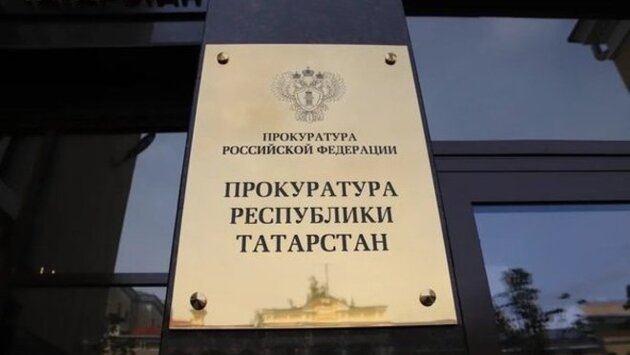 ПРОКУРАТУРА
РОССИЙСКОЙ ФЕДЕРАЦИИ
ПРОКУРАТУРА
РЕСПУБЛИКИ
ТАТАРСТАН